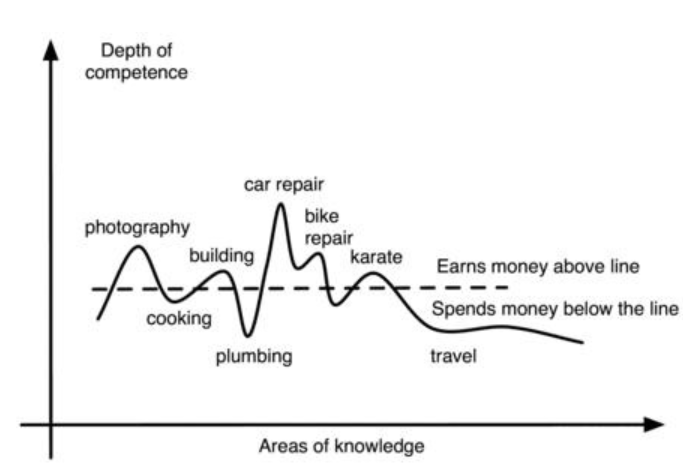 Depth of
competence
car repair
photography
bike
repair
building
karate
Earns money above line
cooking
Spends money below the line
plumbing
travel
Areas of knowledge